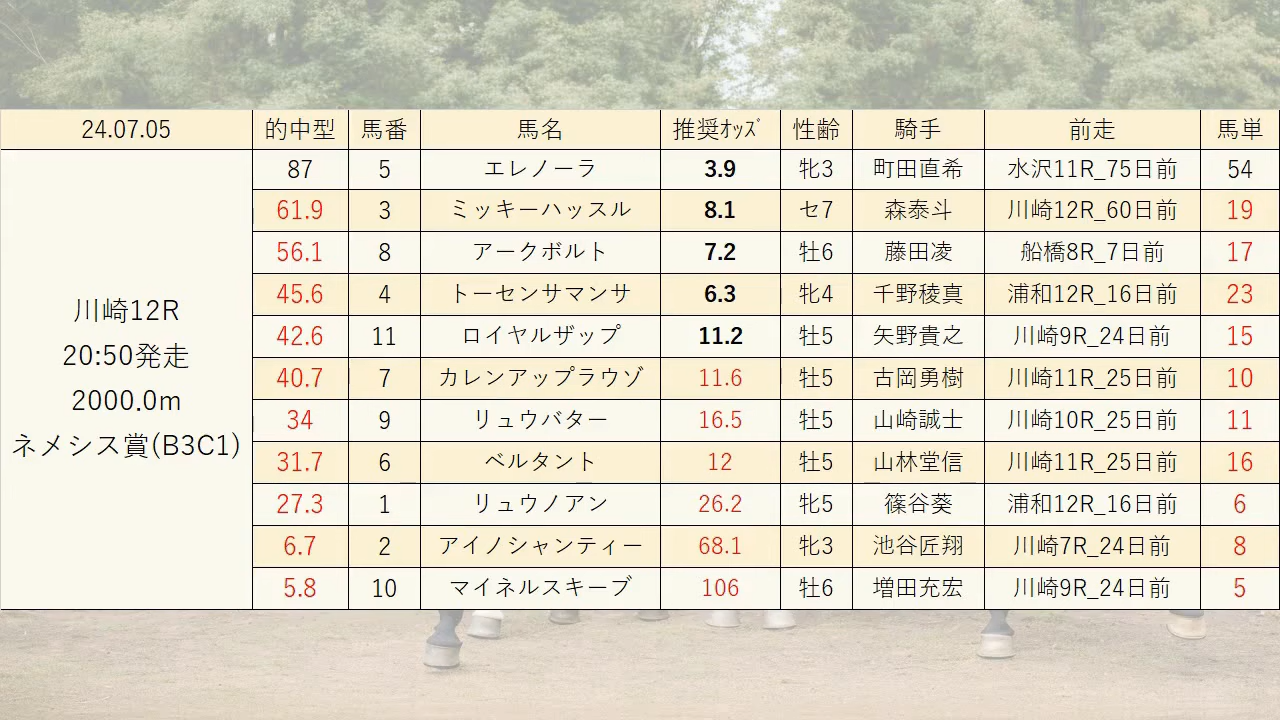 24.07.05 的中型 馬番 馬名 推奨ｵｯｽﾞ 性齢 騎手 前走 馬単
87 5 エレノーラ 3.9 牝3 町田直希 水沢11R_75日前 54
61.9 3 ミッキーハッスル 8.1 セ7 森泰斗 川崎12R_60日前 19
56.1 8 アークボルト 7.2 牡6 藤田凌 船橋8R_7日前 17
45.6 4 トーセンサマンサ 6.3 牝4 千野稜真 浦和12R_16日前 23
42.6 11 ロイヤルザップ 11.2 牡5 矢野貴之 川崎9R_24日前 15
40.7 7 カレンアップラウゾ 11.6 牡5 古岡勇樹 川崎11R_25日前 10
34 9 リュウバター 16.5 牡5 山崎誠士 川崎10R_25日前 11
31.7 6 ベルタント 12 牡5 山林堂信 川崎11R_25日前 16
27.3 1 リュウノアン 26.2 牝5 篠谷葵 浦和12R_16日前 6
6.7 2 アイノシャンティー 68.1 牝3 池谷匠翔 川崎7R_24日前 8
5.8 10 マイネルスキーブ 106 牡6 増田充宏 川崎9R_24日前 5
川崎12R
20:50発走
2000.0m
ネメシス賞(B3C1)